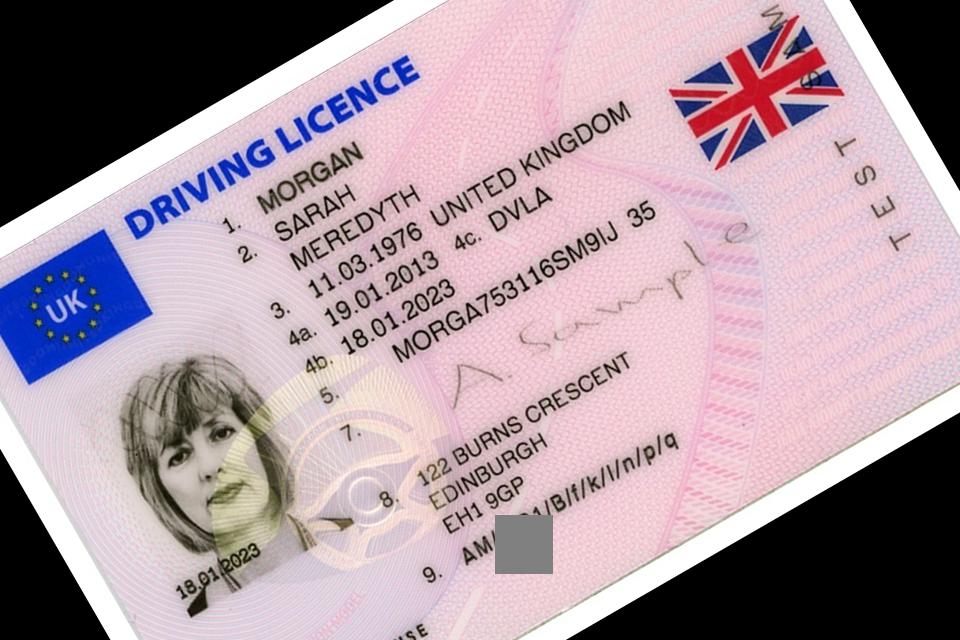 DRIVING LICENCE
UK
1. MORGAN
2. SARAH
MEREDYTH
3. 11.03.1976 UNITED KINGDOM
4a. 19.01.2013 4c. DVLA
4b. 18.01.2023
5. MORGA753116SM9IJ 35
7. A. Sample
8. 122 BURNS CRESCENT
EDINBURGH
EH1 9GP
9. /B/f/k/l/n/p/q
18.01.2023
TEST